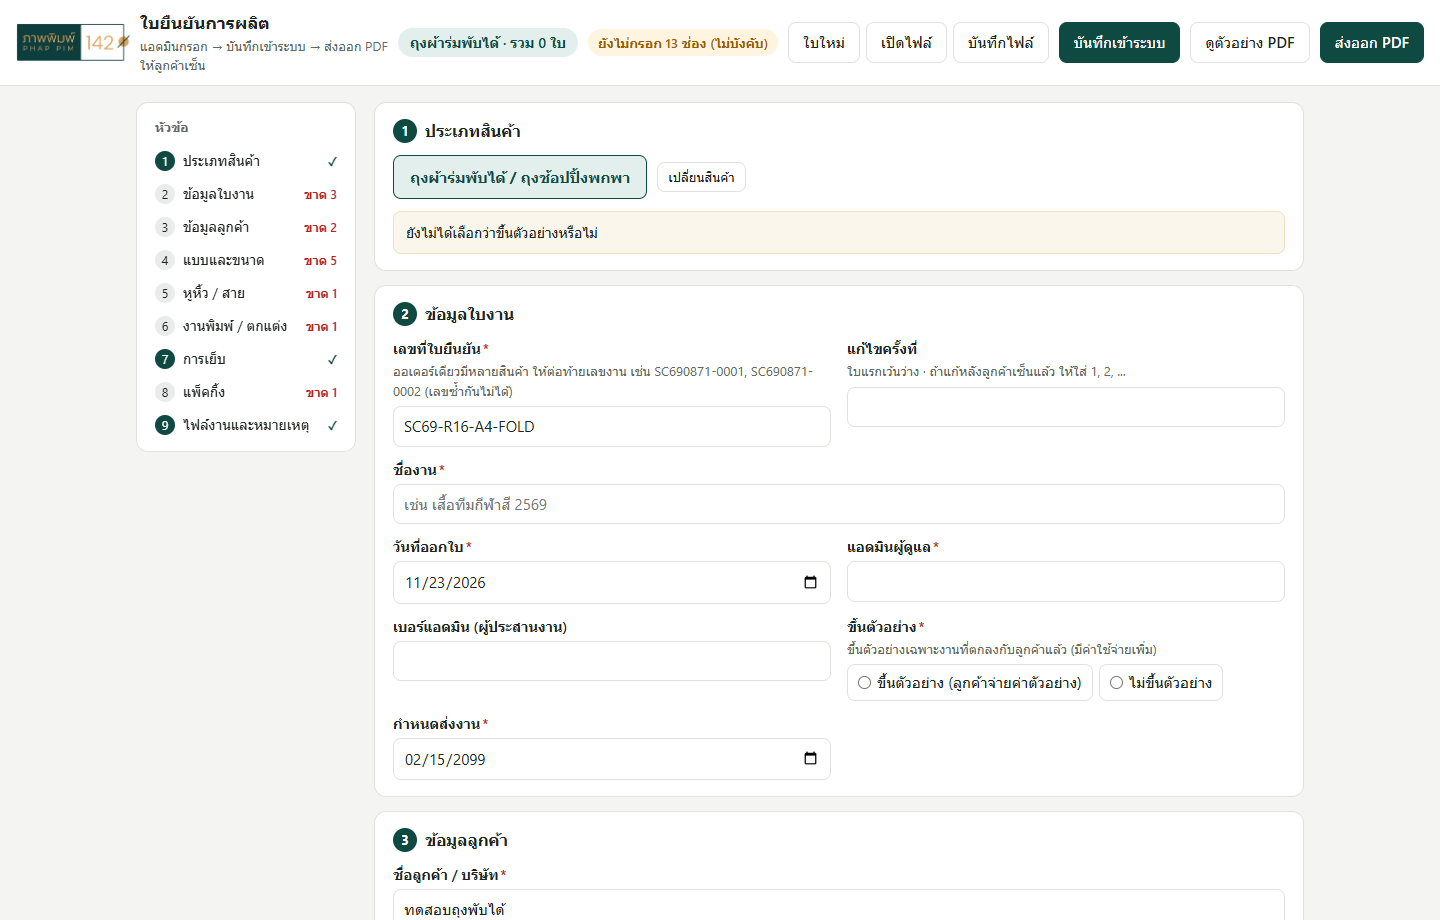 ภาพพิมพ์
PHAP PIM
142
ใบยืนยันการผลิต
แอดมินกรอก → บันทึกเข้าระบบ → ส่งออก PDF
ให้ลูกค้าเซ็น
ถุงผ้าร่มพับได้ · รวม 0 ใบ
ยังไม่กรอก 13 ช่อง (ไม่บังคับ)
ใบใหม่
เปิดไฟล์
บันทึกไฟล์
บันทึกเข้าระบบ
ดูตัวอย่าง PDF
ส่งออก PDF
หัวข้อ
1 ประเภทสินค้า ✓
2 ข้อมูลใบงาน ขาด 3
3 ข้อมูลลูกค้า ขาด 2
4 แบบและขนาด ขาด 5
5 หูหิ้ว / สาย ขาด 1
6 งานพิมพ์ / ตกแต่ง ขาด 1
7 การเย็บ ✓
8 แพ็คกิ้ง ขาด 1
9 ไฟล์งานและหมายเหตุ ✓
1 ประเภทสินค้า
ถุงผ้าร่มพับได้ / ถุงช้อปปิ้งพกพา
เปลี่ยนสินค้า
ยังไม่ได้เลือกว่าขึ้นตัวอย่างหรือไม่
2 ข้อมูลใบงาน
เลขที่ใบยืนยัน*
ออเดอร์เดียวมีหลายสินค้า ให้ต่อท้ายเลขงาน เช่น SC690871-0001, SC690871-
0002 (เลขซ้ำกันไม่ได้)
SC69-R16-A4-FOLD
แก้ไขครั้งที่
ใบแรกเว้นว่าง · ถ้าแก้หลังลูกค้าเซ็นแล้ว ให้ใส่ 1, 2, ...
ชื่องาน*
เช่น เสื้อทีมกีฬาสี 2569
วันที่ออกใบ*
11/23/2026
แอดมินผู้ดูแล*
เบอร์แอดมิน (ผู้ประสานงาน)
ขึ้นตัวอย่าง*
ขึ้นตัวอย่างเฉพาะงานที่ตกลงกับลูกค้าแล้ว (มีค่าใช้จ่ายเพิ่ม)
ขึ้นตัวอย่าง (ลูกค้าจ่ายค่าตัวอย่าง)
ไม่ขึ้นตัวอย่าง
กำหนดส่งงาน*
02/15/2099
3 ข้อมูลลูกค้า
ชื่อลูกค้า / บริษัท*
ทดสอบถุงพับได้